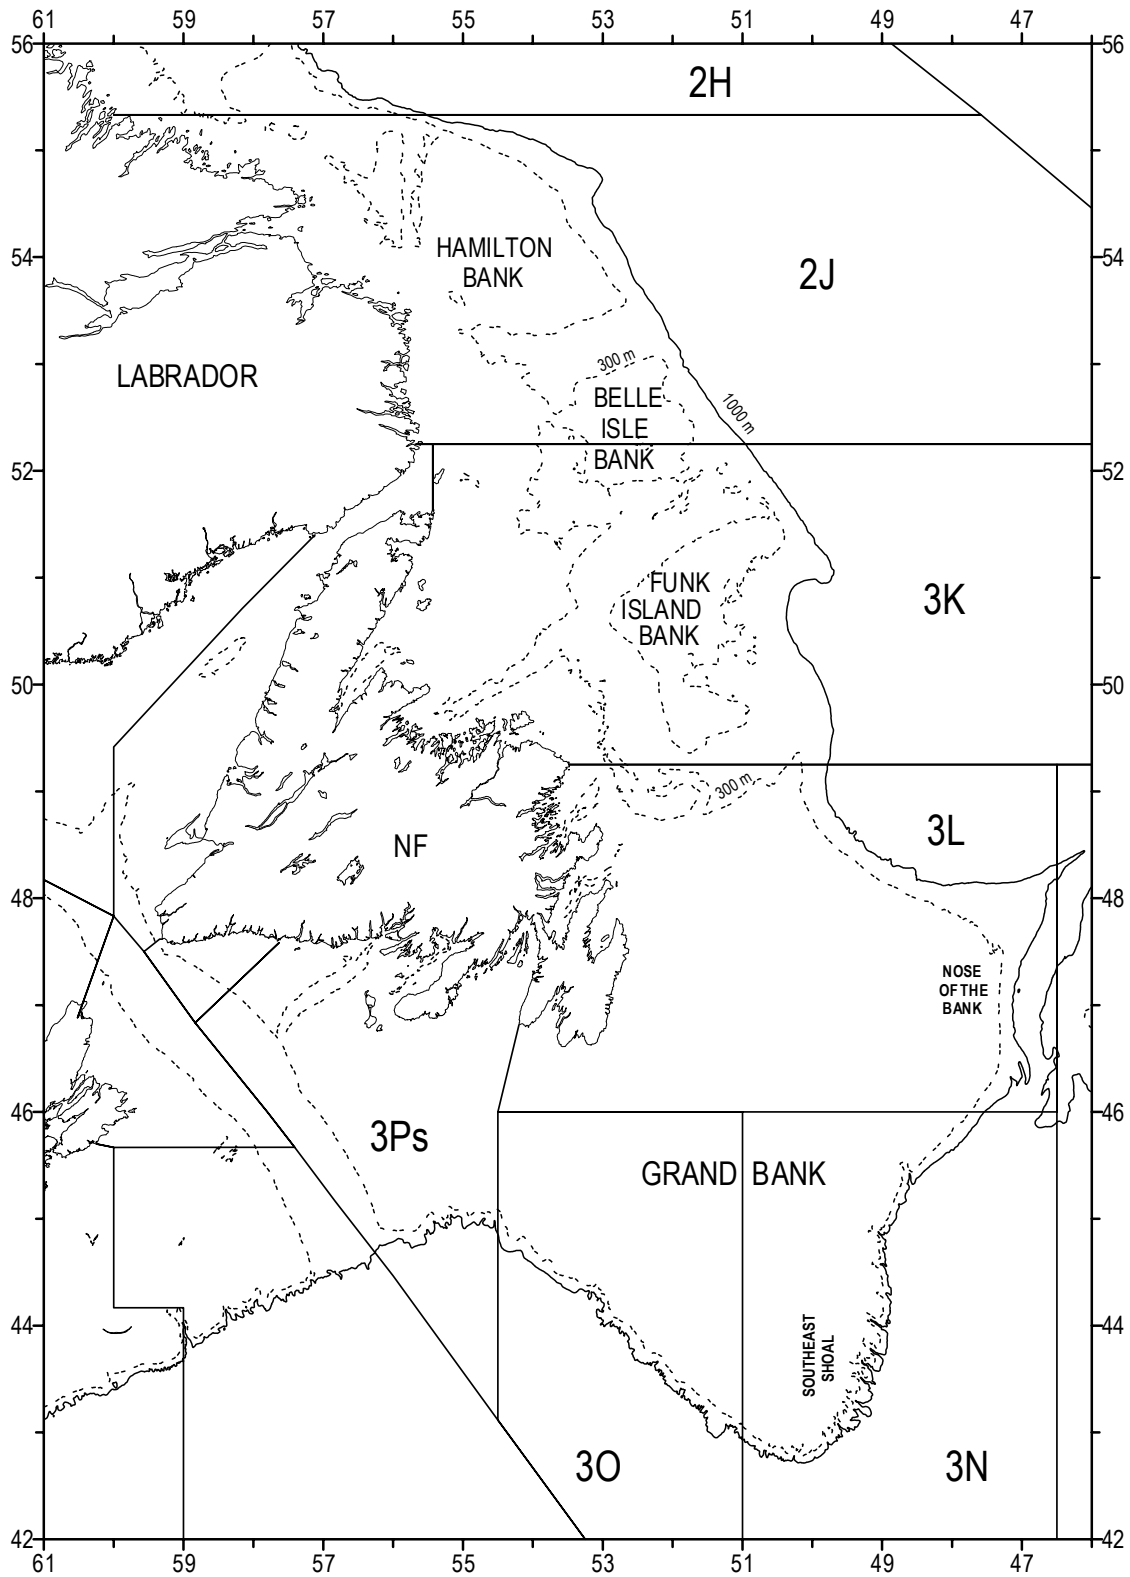 61 59 57 55 53 51 49 47
56 56
2H
54 54
HAMILTON
BANK
2J
LABRADOR
300 m
BELLE
ISLE
BANK
1000 m
52 52
FUNK
ISLAND
BANK
3K
50 50
300 m
3L
NF
48 48
NOSE
OF THE
BANK
46 46
3Ps
GRAND BANK
44 44
SOUTHEAST
SHOAL
3O
3N
42 42
61 59 57 55 53 51 49 47